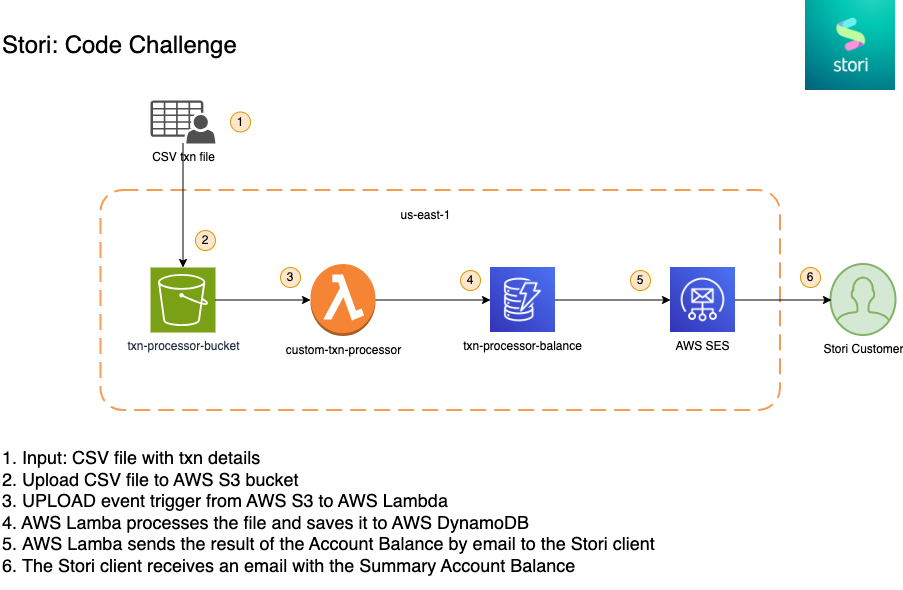 Stori: Code Challenge
stori
1
CSV txn file
us-east-1
2
3
4
5
6
txn-processor-bucket
custom-txn-processor
txn-processor-balance
AWS SES
Stori Customer
1. Input: CSV file with txn details
2. Upload CSV file to AWS S3 bucket
3. UPLOAD event trigger from AWS S3 to AWS Lambda
4. AWS Lamba processes the file and saves it to AWS DynamoDB
5. AWS Lamba sends the result of the Account Balance by email to the Stori client
6. The Stori client receives an email with the Summary Account Balance